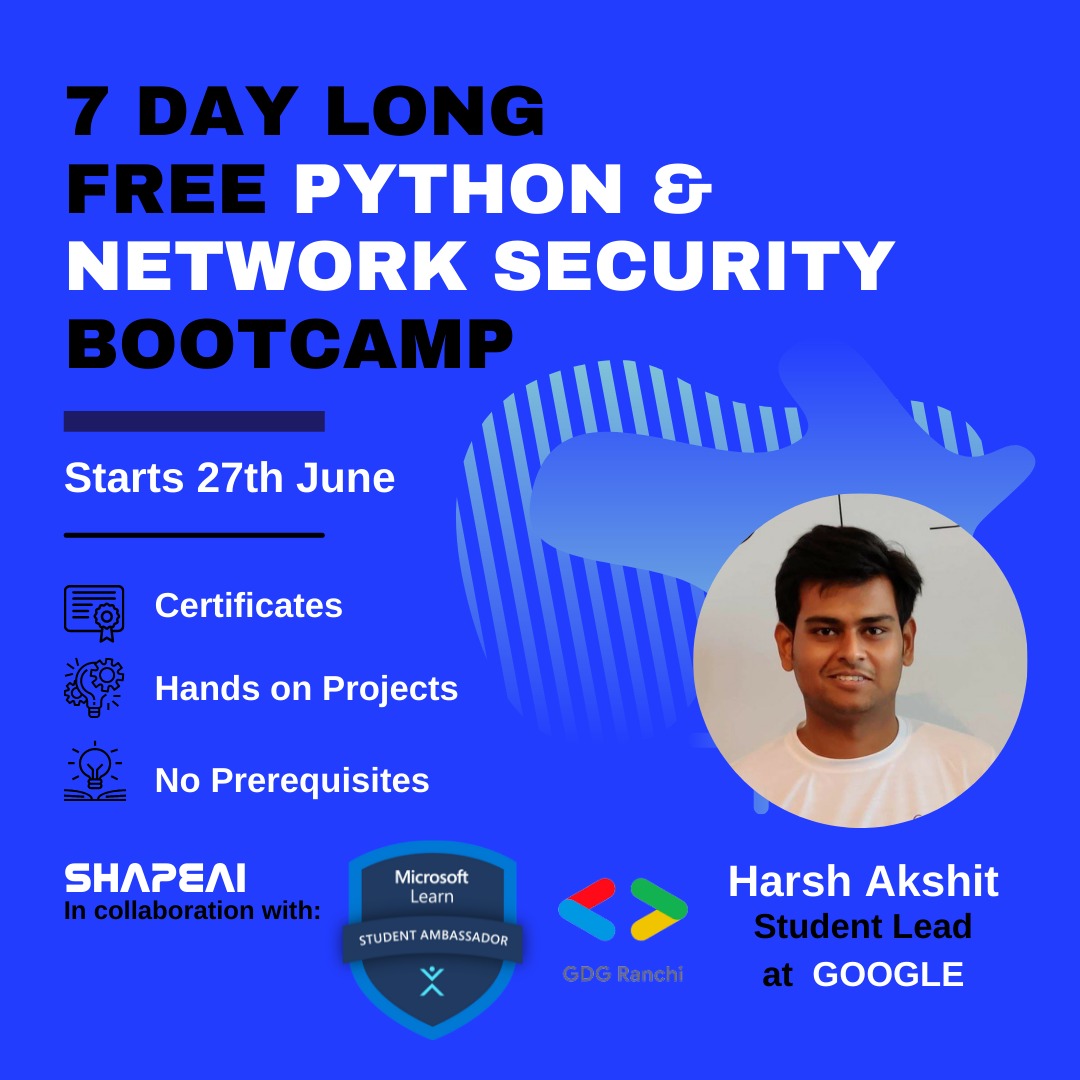 7 DAY LONG
FREE PYTHON &
NETWORK SECURITY
BOOTCAMP
Starts 27th June
Certificates
Hands on Projects
No Prerequisites
SHAPEAI
In collaboration with:
Microsoft
Learn
STUDENT AMBASSADOR
GDG Ranchi
Harsh Akshit
Student Lead
at GOOGLE